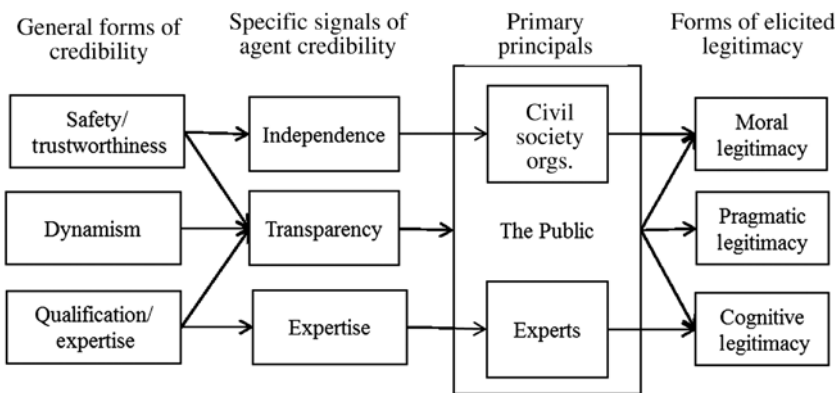 General forms of
credibility
Specific signals of
agent credibility
Primary
principals
Forms of elicited
legitimacy
Safety/
trustworthiness
Independence
Civil
society
orgs.
Moral
legitimacy
Dynamism
Transparency
The Public
Pragmatic
legitimacy
Qualification/
expertise
Expertise
Experts
Cognitive
legitimacy